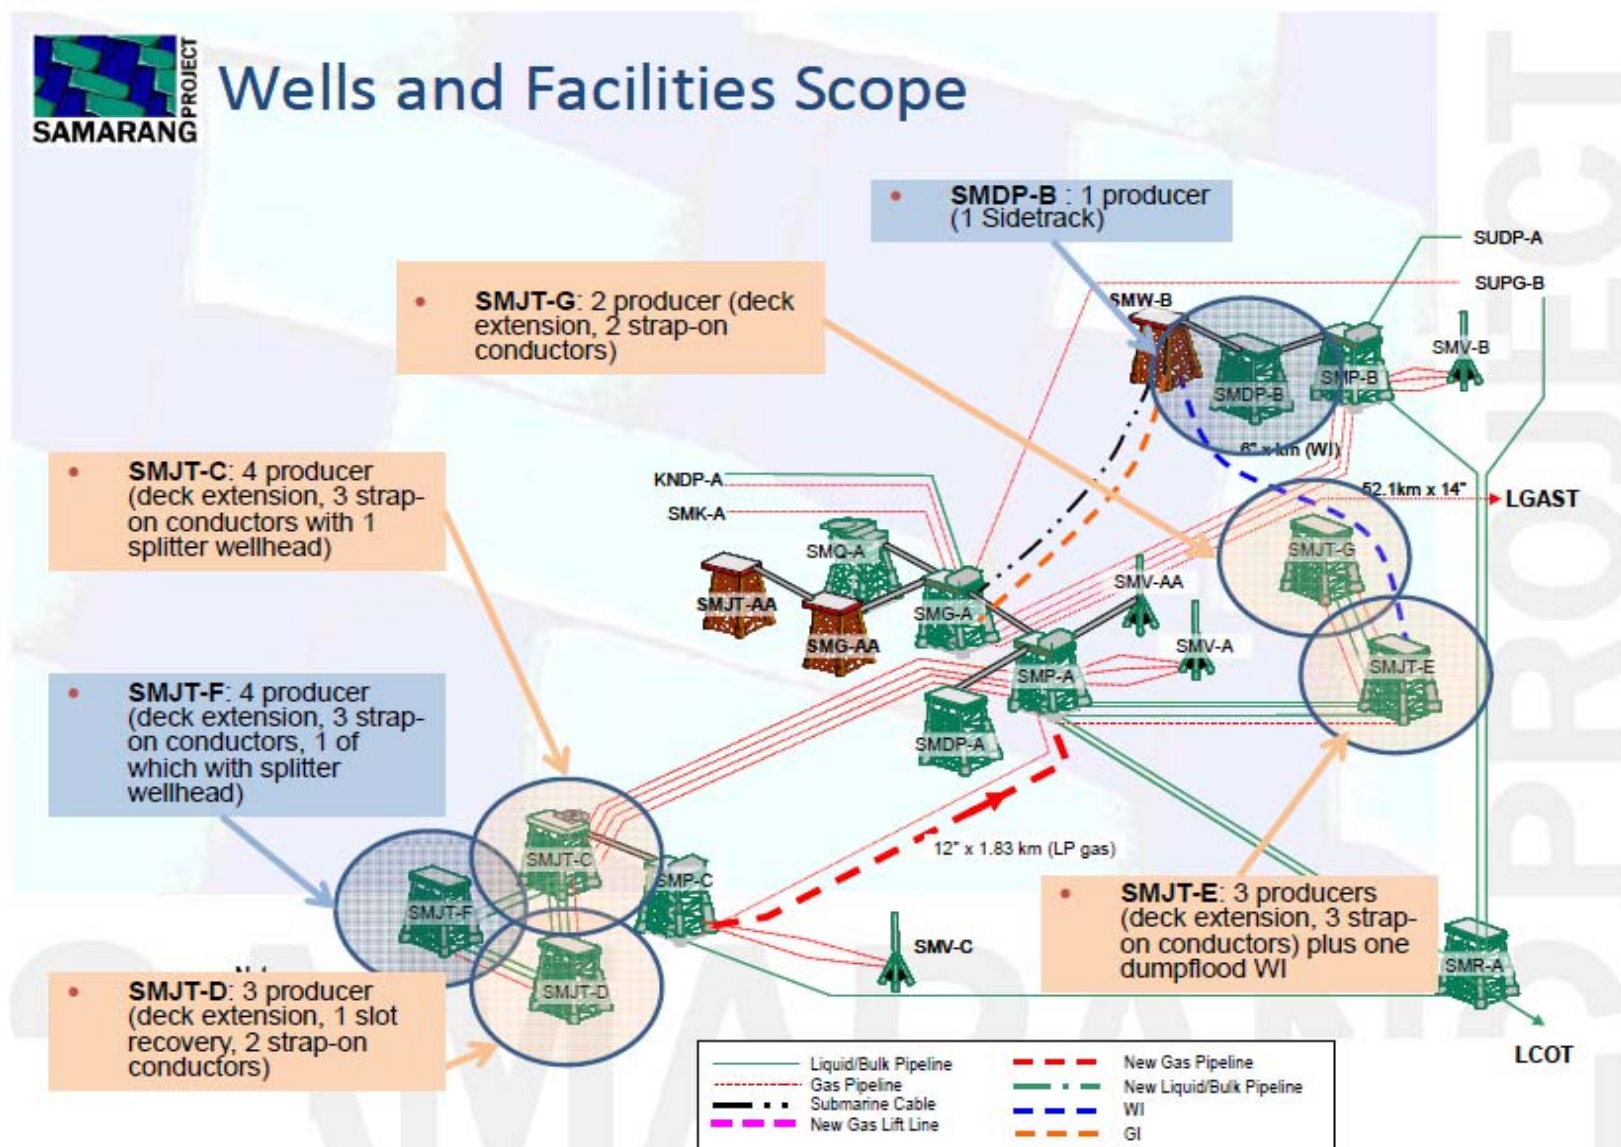 SAMARANG
PROJECT
Wells and Facilities Scope
• SMDP-B : 1 producer
(1 Sidetrack)
SUDP-A
SUPG-B
• SMJT-G: 2 producer (deck
extension, 2 strap-on
conductors)
SMW-B
SMV-B
SMP-B
SMDP-B
6" x km (WI)
• SMJT-C: 4 producer
(deck extension, 3 strap-
on conductors with 1
splitter wellhead)
KNDP-A
SMK-A
52.1km x 14"
LGAST
SMQ-A
SMJT-G
SMV-AA
SMJT-AA
SMG-A
SMG-AA
SMV-A
SMJT-E
SMP-A
• SMJT-F: 4 producer
(deck extension, 3 strap-
on conductors, 1 of
which with splitter
wellhead)
SMDP-A
12" x 1.83 km (LP gas)
SMJT-C
SMP-C
SMJT-F
• SMJT-E: 3 producers
(deck extension, 3 strap-
on conductors) plus one
dumpflood WI
SMV-C
SMR-A
SMJT-D
• SMJT-D: 3 producer
(deck extension, 1 slot
recovery, 2 strap-on
conductors)
LCOT
Liquid/Bulk Pipeline
Gas Pipeline
Submarine Cable
New Gas Lift Line
New Gas Pipeline
New Liquid/Bulk Pipeline
WI
GI
PROJECT